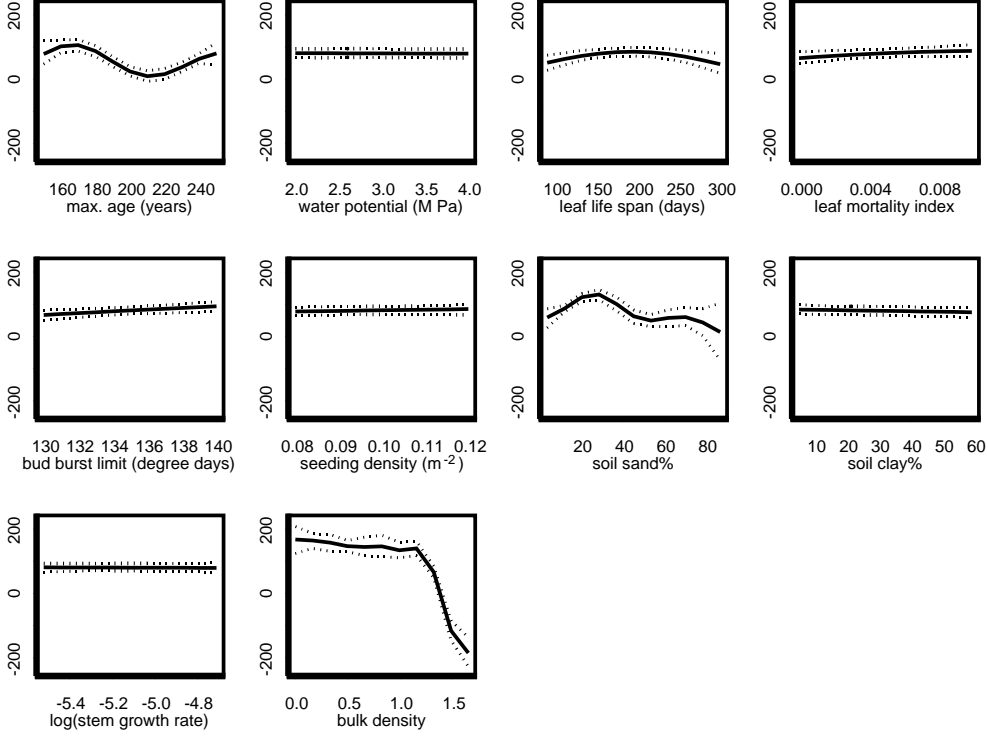 200
0
-200
160 180 200 220 240
max. age (years)
200
0
-200
2.0 2.5 3.0 3.5 4.0
water potential (M Pa)
200
0
-200
100 150 200 250 300
leaf life span (days)
200
0
-200
0.000 0.004 0.008
leaf mortality index
200
0
-200
130 132 134 136 138 140
bud burst limit (degree days)
200
0
-200
0.08 0.09 0.10 0.11 0.12
seeding density (m-2)
200
0
-200
20 40 60 80
soil sand%
200
0
-200
10 20 30 40 50 60
soil clay%
200
0
-200
-5.4 -5.2 -5.0 -4.8
log(stem growth rate)
200
0
-200
0.0 0.5 1.0 1.5
bulk density